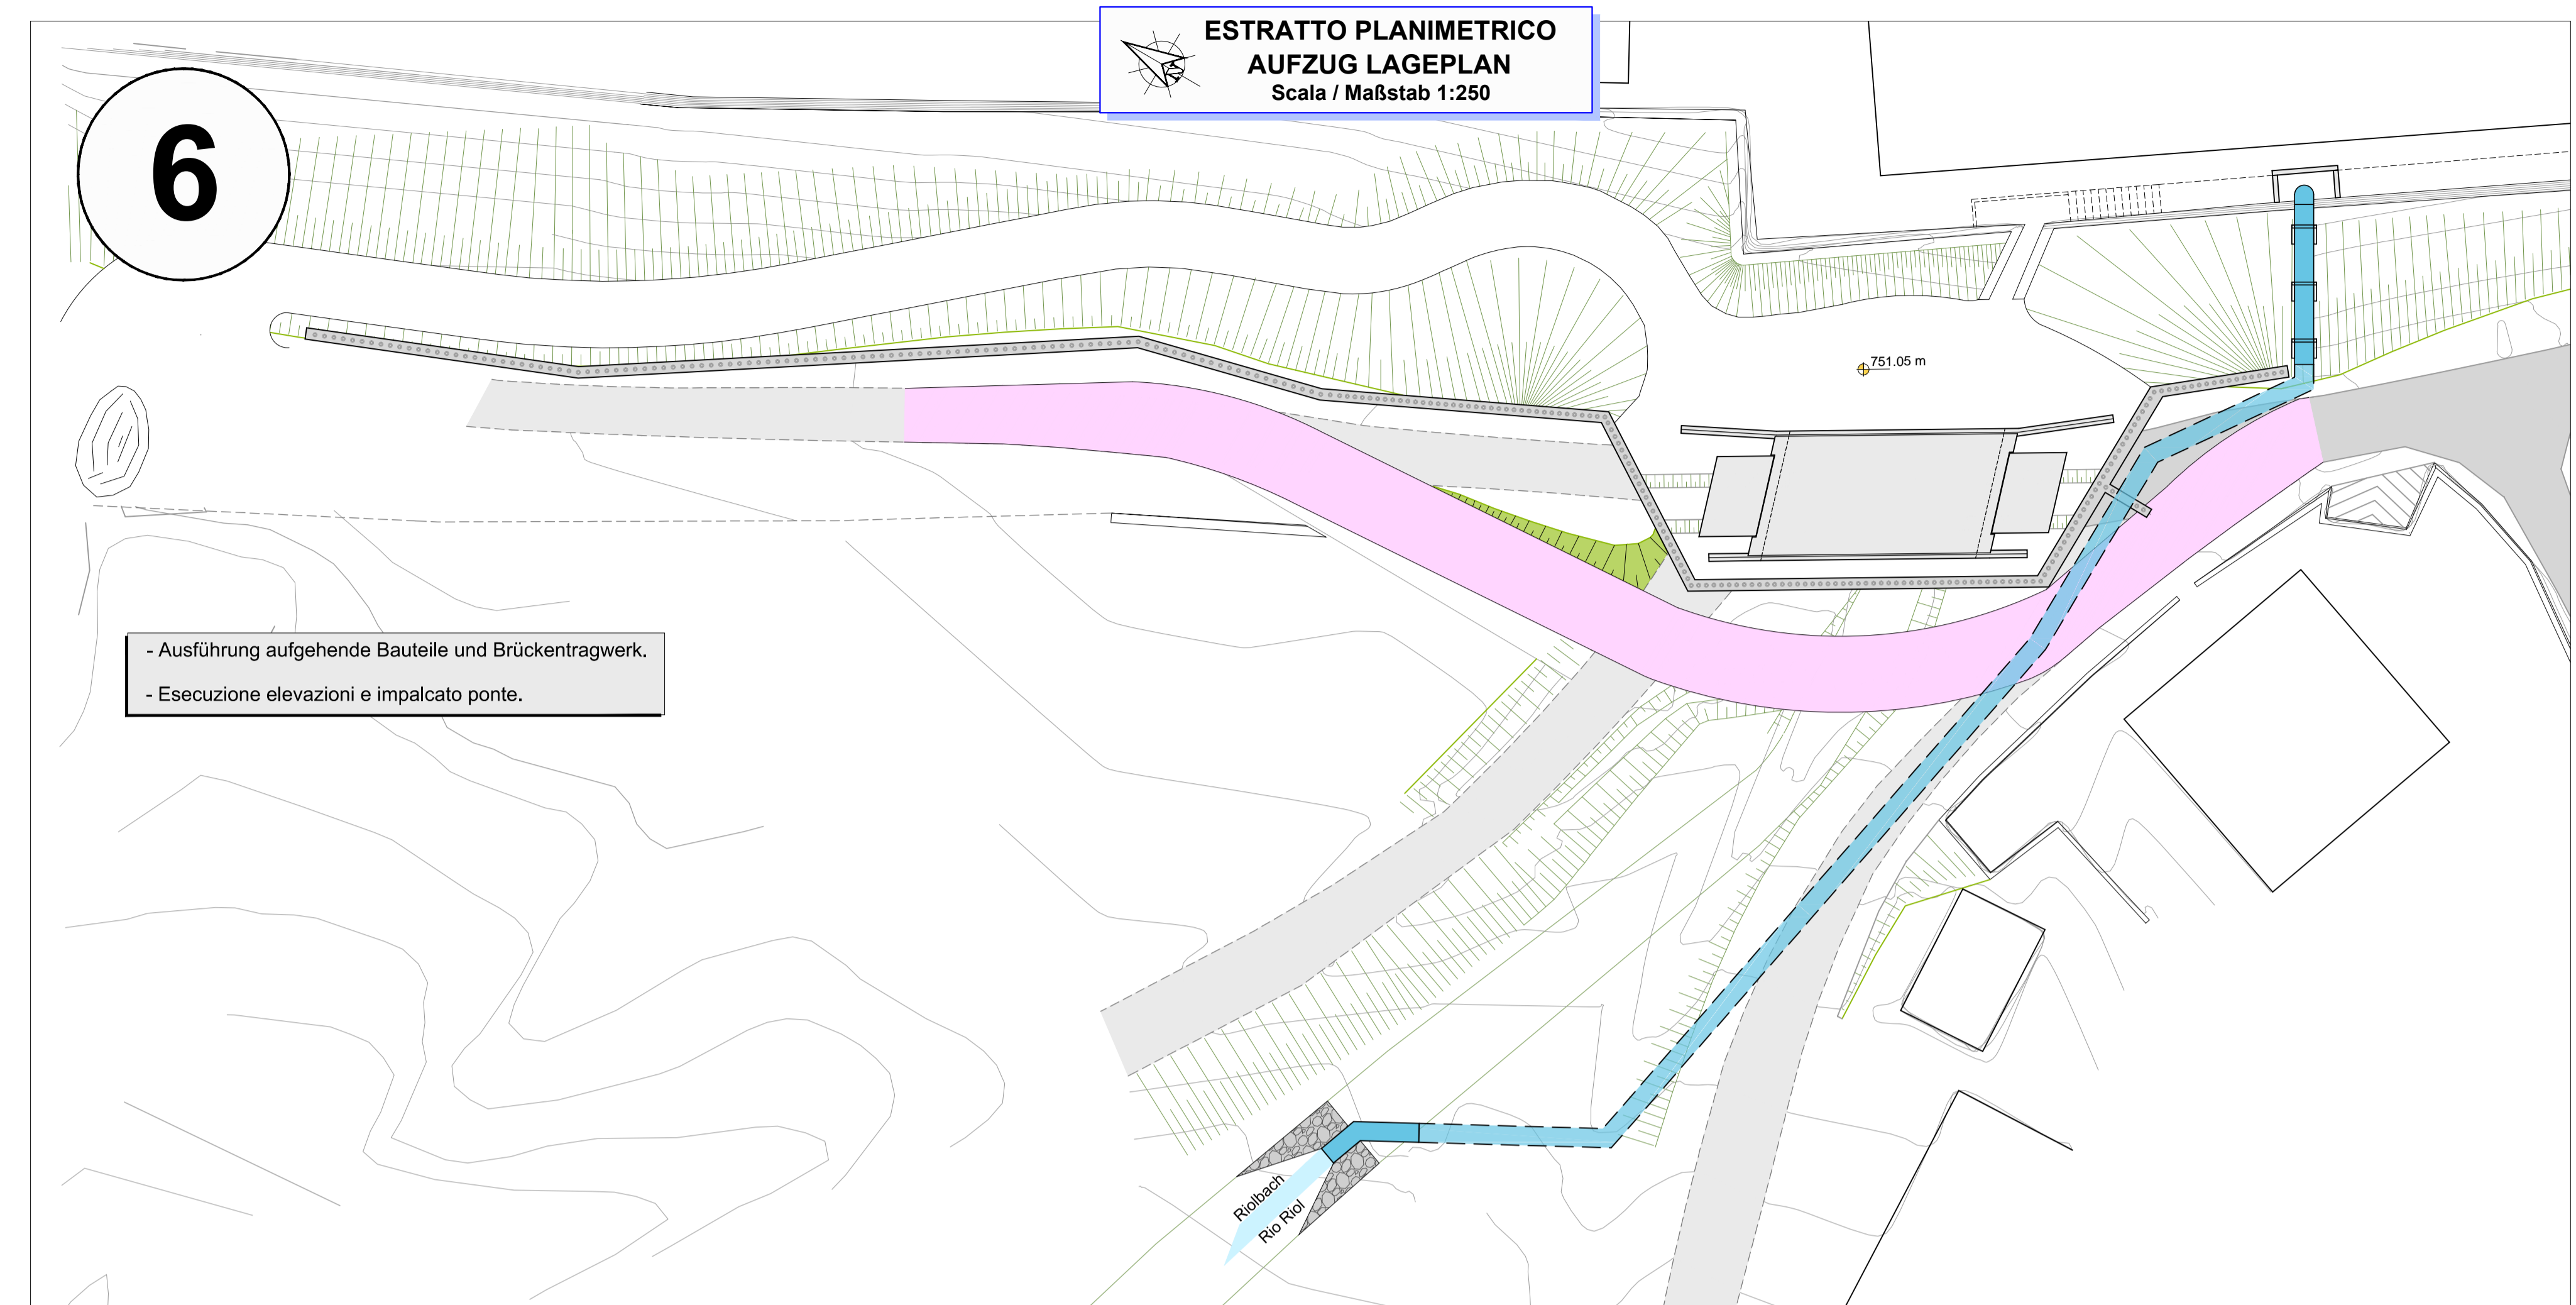 ESTRATTO PLANIMETRICO
AUFZUG LAGEPLAN
Scala / Maßstab 1:250
6
751.05 m
- Ausführung aufgehende Bauteile und Brückentragwerk.
- Esecuzione elevazioni e impalcato ponte.
Riolbach
Rio Riol